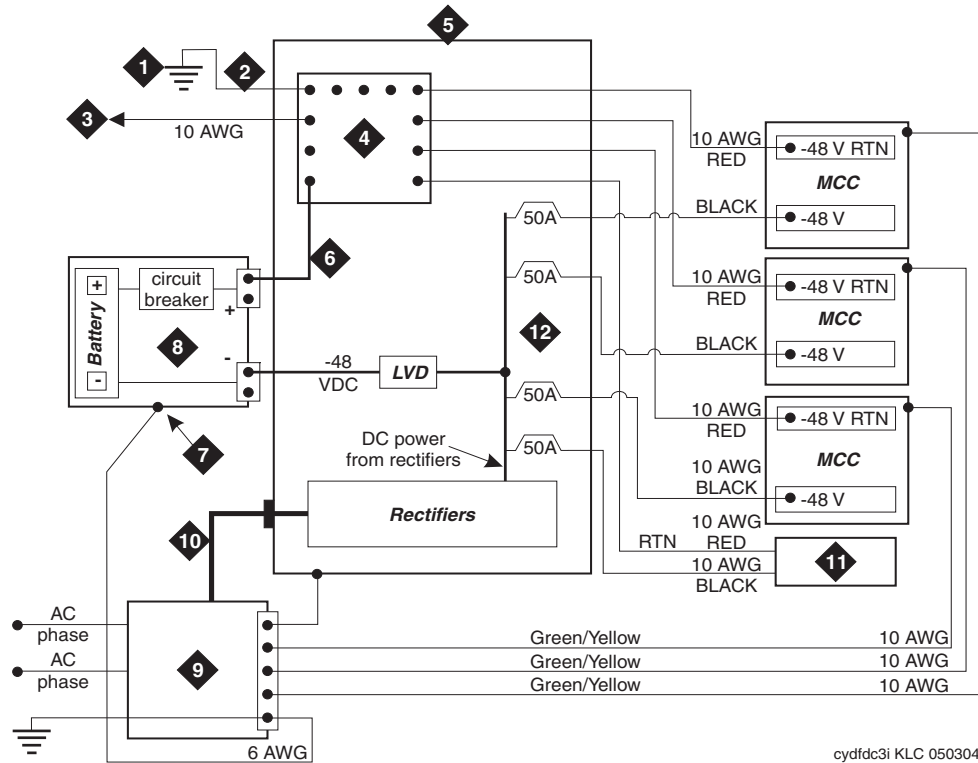 5
1
2
3
10 AWG
4
10 AWG
RED
-48 V RTN
MCC
BLACK
-48 V
50A
6
circuit
breaker
+
-
Battery
+
-
8
50A
12
10 AWG
RED
-48 V RTN
MCC
BLACK
-48 V
-48
VDC
LVD
50A
10 AWG
RED
-48 V RTN
MCC
7
DC power
from rectifiers
50A
10 AWG
BLACK
-48 V
Rectifiers
10
RTN
10 AWG
RED
10 AWG
BLACK
11
AC
phase
AC
phase
9
Green/Yellow
10 AWG
Green/Yellow
10 AWG
Green/Yellow
10 AWG
6 AWG
cydfdc3i KLC 050304